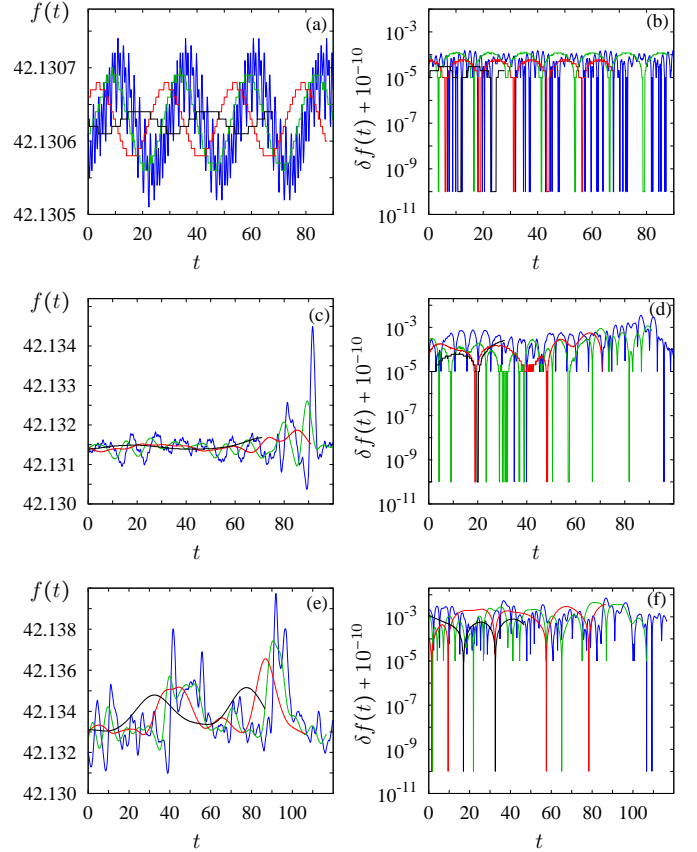 f(t)
(a)
42.1307
42.1306
42.1305
0 20 40 60 80
t
(b)
10-3
10-5
10-7
10-9
10-11
δf(t) + 10-10
0 20 40 60 80
t
f(t)
(c)
42.134
42.133
42.132
42.131
42.130
0 20 40 60 80
t
(d)
10-3
10-5
10-7
10-9
10-11
δf(t) + 10-10
0 20 40 60 80
t
f(t)
(e)
42.138
42.136
42.135
42.133
42.132
42.130
0 20 40 60 80 100
t
(f)
10-3
10-5
10-7
10-9
10-11
δf(t) + 10-10
0 20 40 60 80 100
t